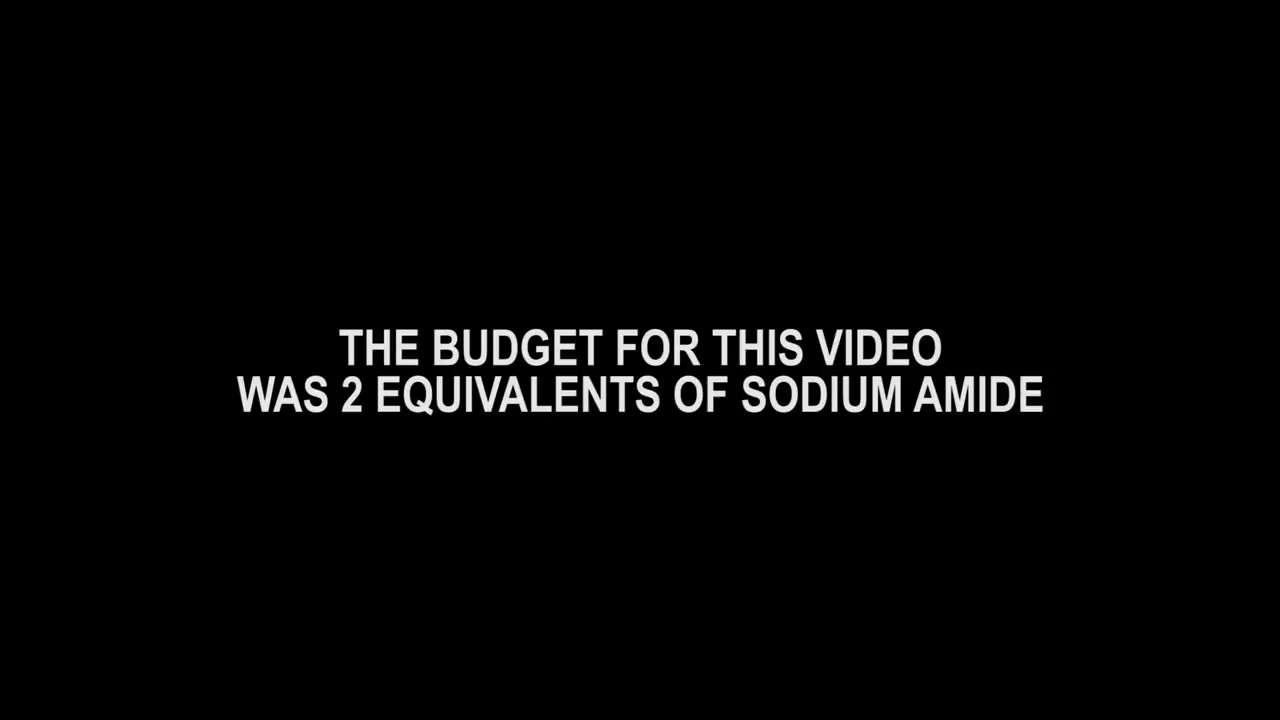 THE BUDGET FOR THIS VIDEO
WAS 2 EQUIVALENTS OF SODIUM AMIDE